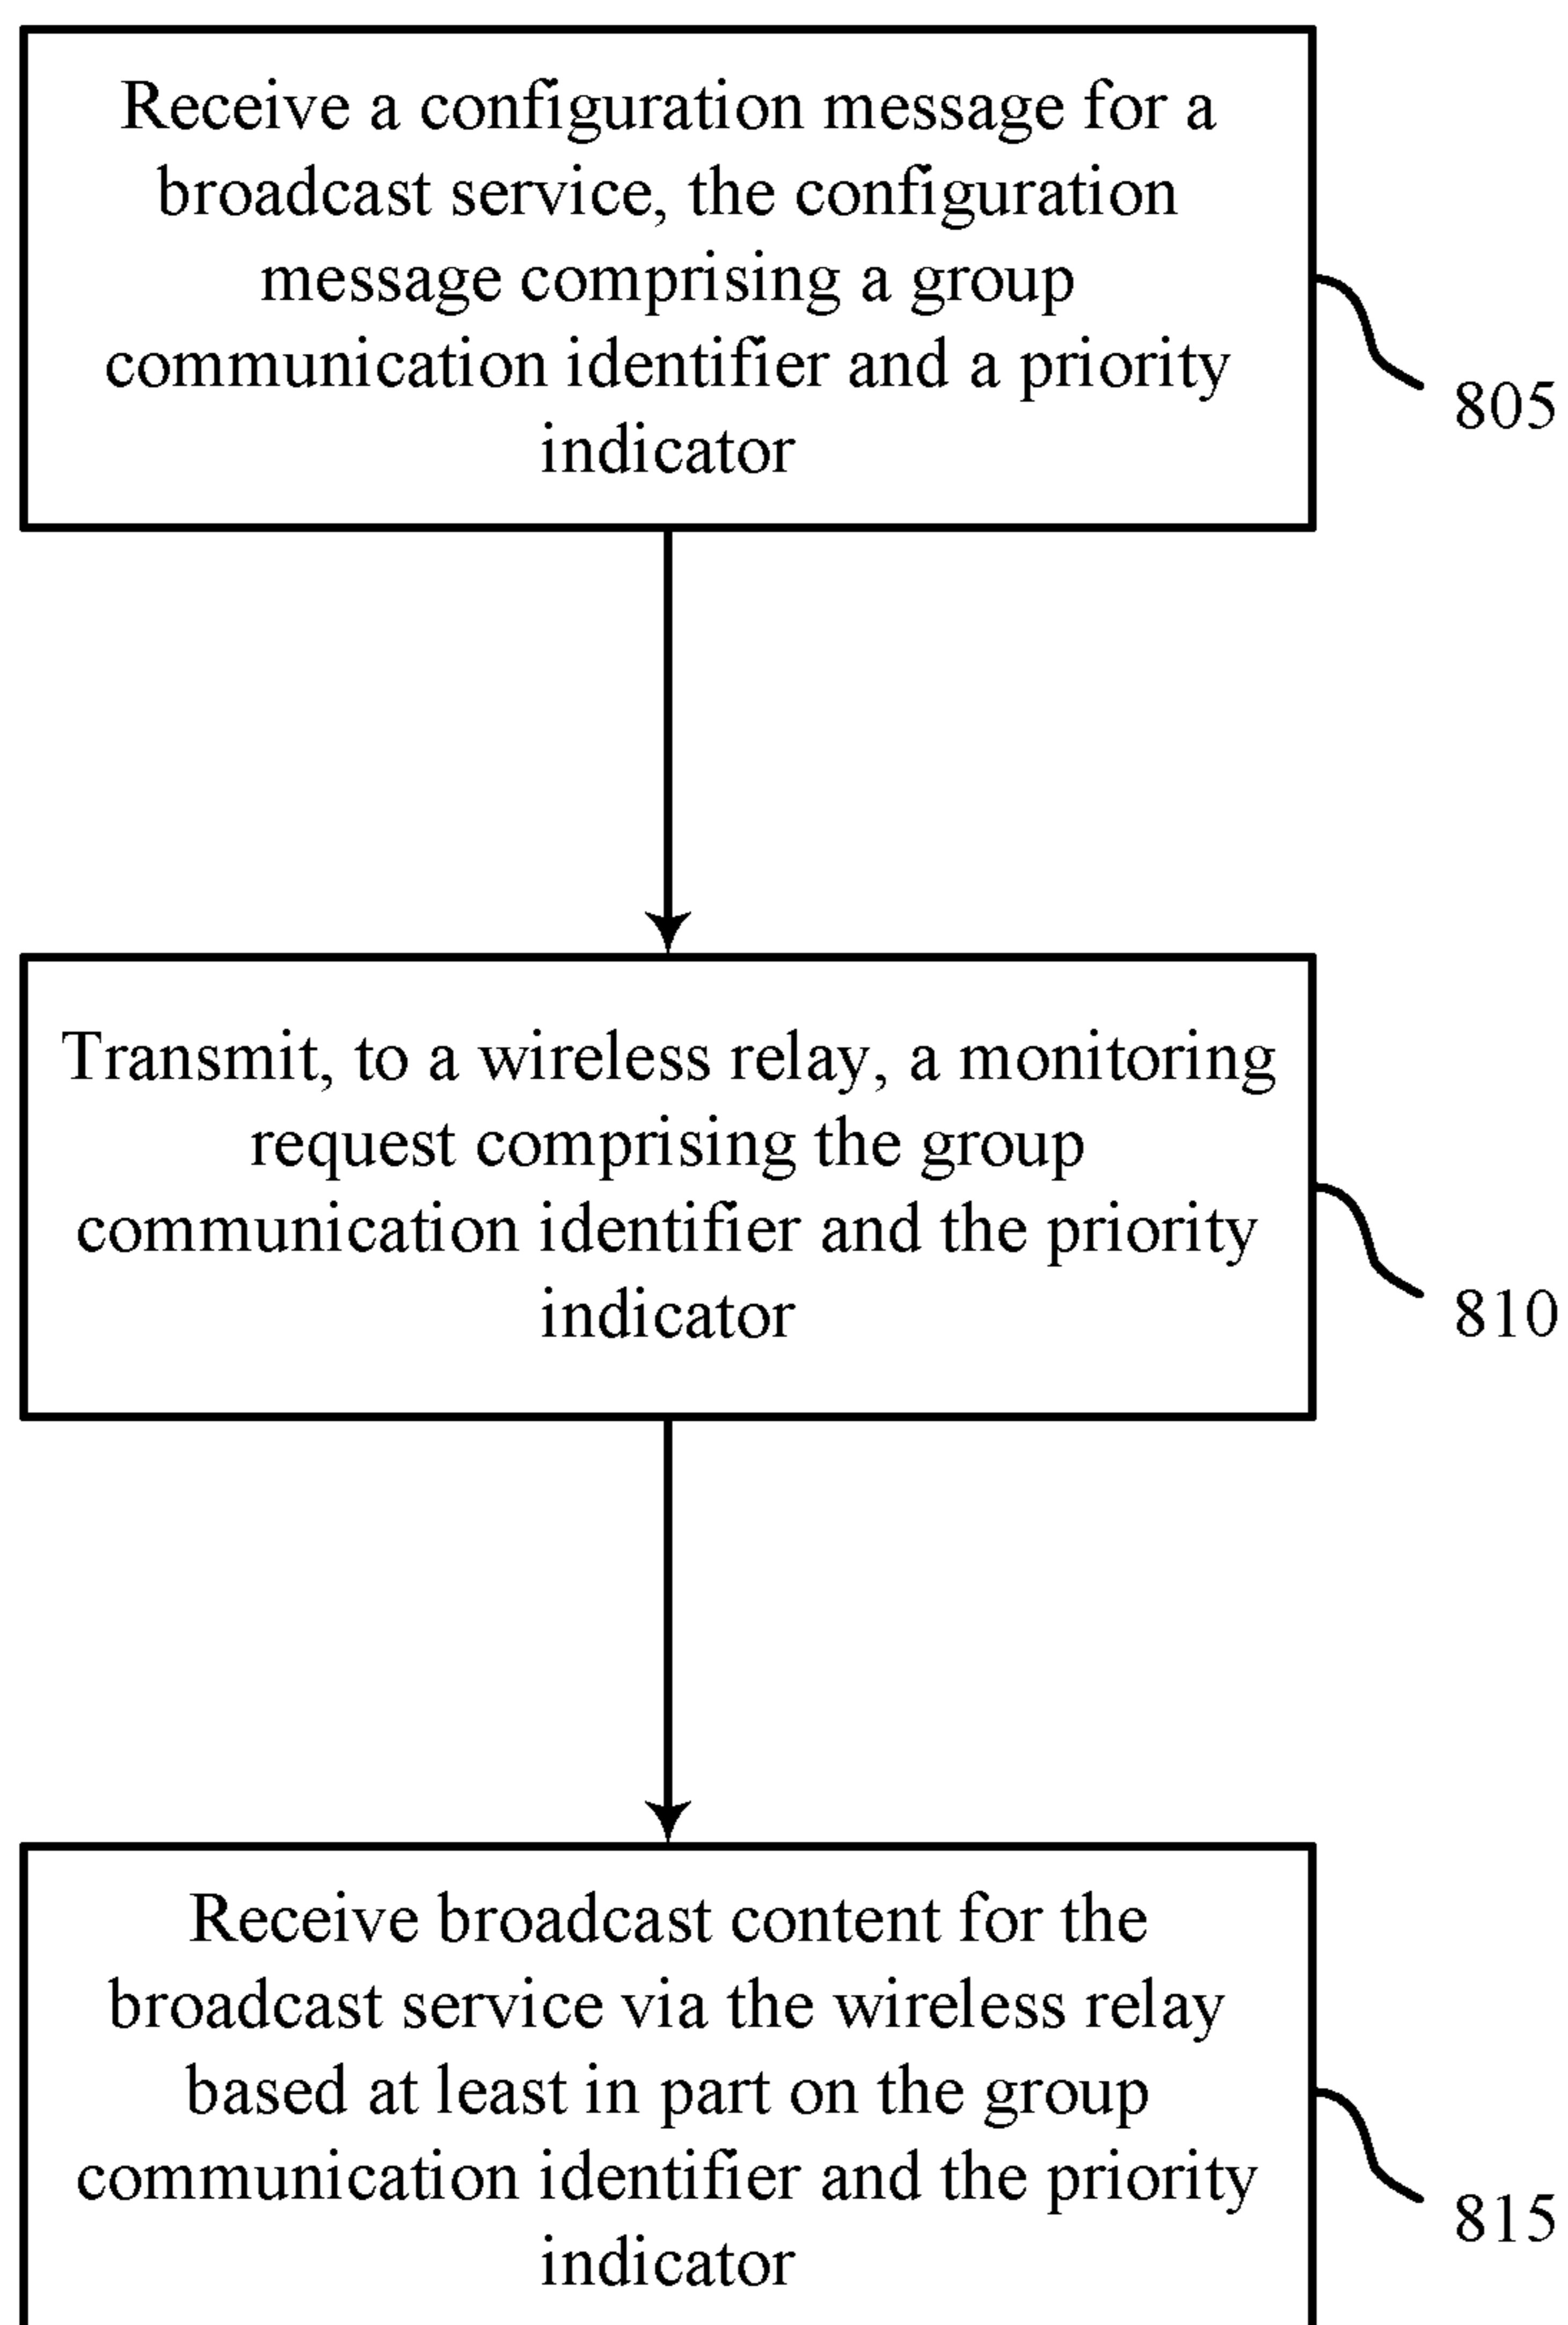 Receive a configuration message for a
broadcast service, the configuration
message comprising a group
communication identifier and a priority
indicator
805
Transmit, to a wireless relay, a monitoring
request comprising the group
communication identifier and the priority
indicator
810
Receive broadcast content for the
broadcast service via the wireless relay
based at least in part on the group
communication identifier and the priority
indicator
815